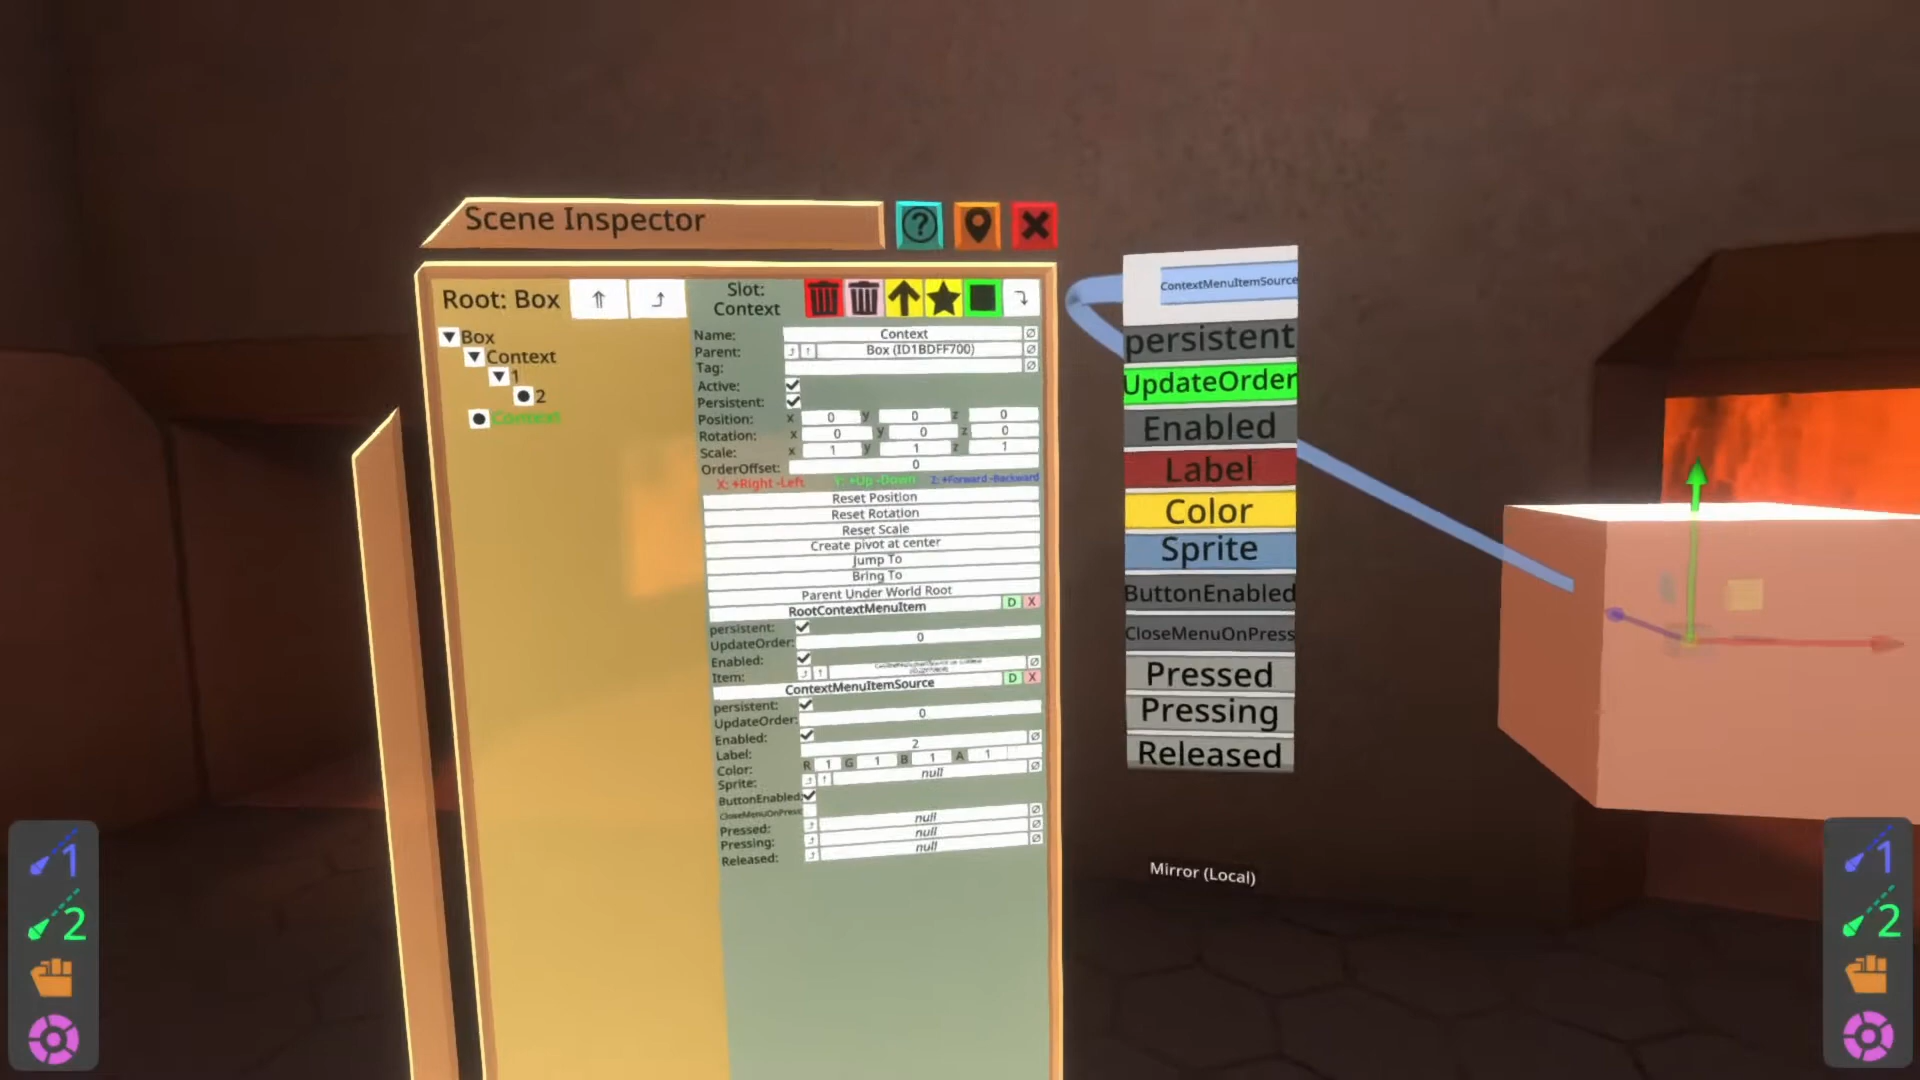 Scene Inspector
Root: Box
Slot: Context
Box
Context
1
2
Context
Name: Context
Parent: Box (ID1BDFF700)
Tag:
Active:
Persistent:
Position: x 0 y 0 z 0
Rotation: x 0 y 0 z 0
Scale: x 1 y 1 z 1
OrderOffset: 0
X: +Right -Left Y: +Up -Down Z: +Forward -Backward
Reset Position
Reset Rotation
Reset Scale
Create pivot at center
Jump To
Bring To
Parent Under World Root
RootContextMenuItem D X
persistent:
UpdateOrder: 0
Enabled:
Item:
ContextMenuItemSource D X
persistent:
UpdateOrder: 0
Enabled:
Label: 2
Color: R 1 G 1 B 1 A 1
Sprite: null
ButtonEnabled:
CloseMenuOnPress
Pressed: null
Pressing: null
Released: null
ContextMenuItemSource
persistent
UpdateOrder
Enabled
Label
Color
Sprite
ButtonEnabled
CloseMenuOnPress
Pressed
Pressing
Released
Mirror (Local)
1
2
1
2